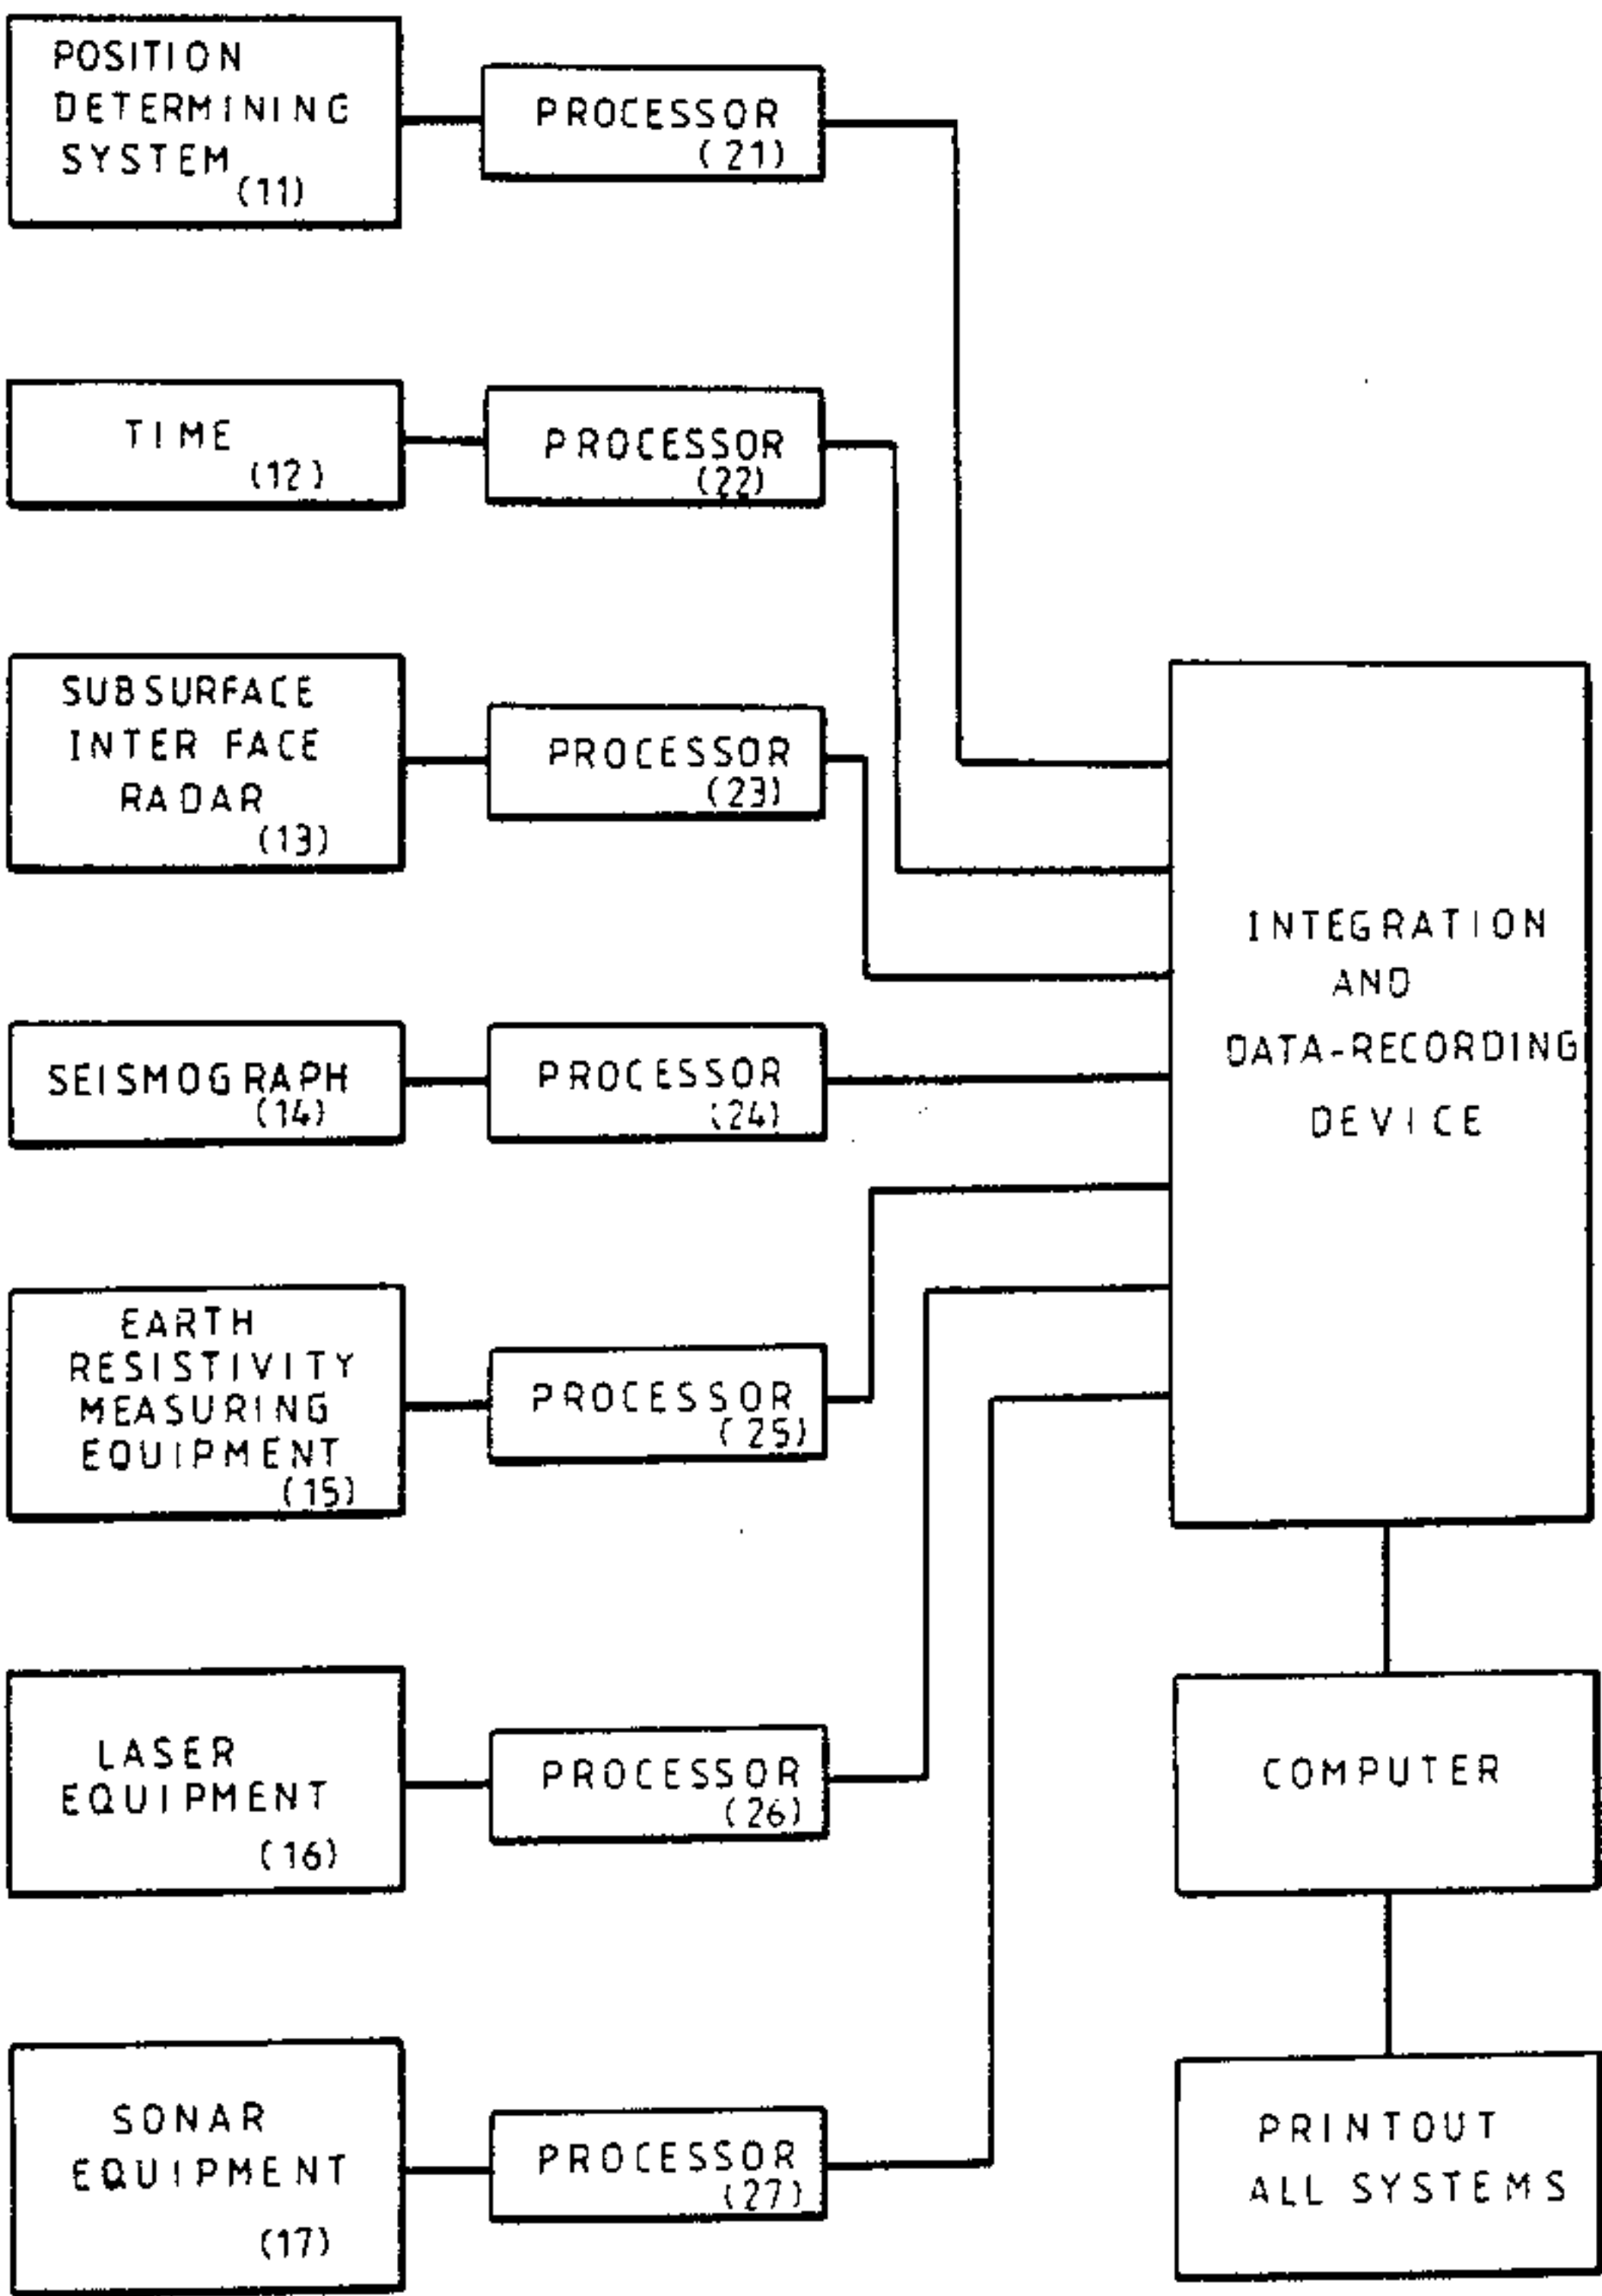 POSITION
DETERMINING
SYSTEM
(11)
PROCESSOR
(21)
TIME
(12)
PROCESSOR
(22)
SUBSURFACE
INTER FACE
RADAR
(13)
PROCESSOR
(23)
SEISMOGRAPH
(14)
PROCESSOR
(24)
EARTH
RESISTIVITY
MEASURING
EQUIPMENT
(15)
PROCESSOR
(25)
LASER
EQUIPMENT
(16)
PROCESSOR
(26)
SONAR
EQUIPMENT
(17)
PROCESSOR
(27)
INTEGRATION
AND
DATA-RECORDING
DEVICE
COMPUTER
PRINTOUT
ALL SYSTEMS